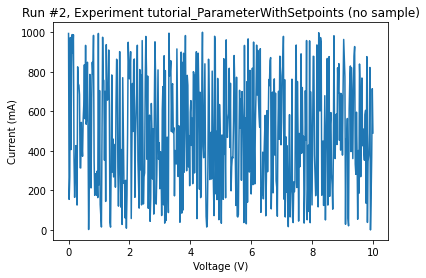 Run #2, Experiment tutorial_ParameterWithSetpoints (no sample)
1000
800
600
400
200
0
Current (mA)
0 2 4 6 8 10
Voltage (V)